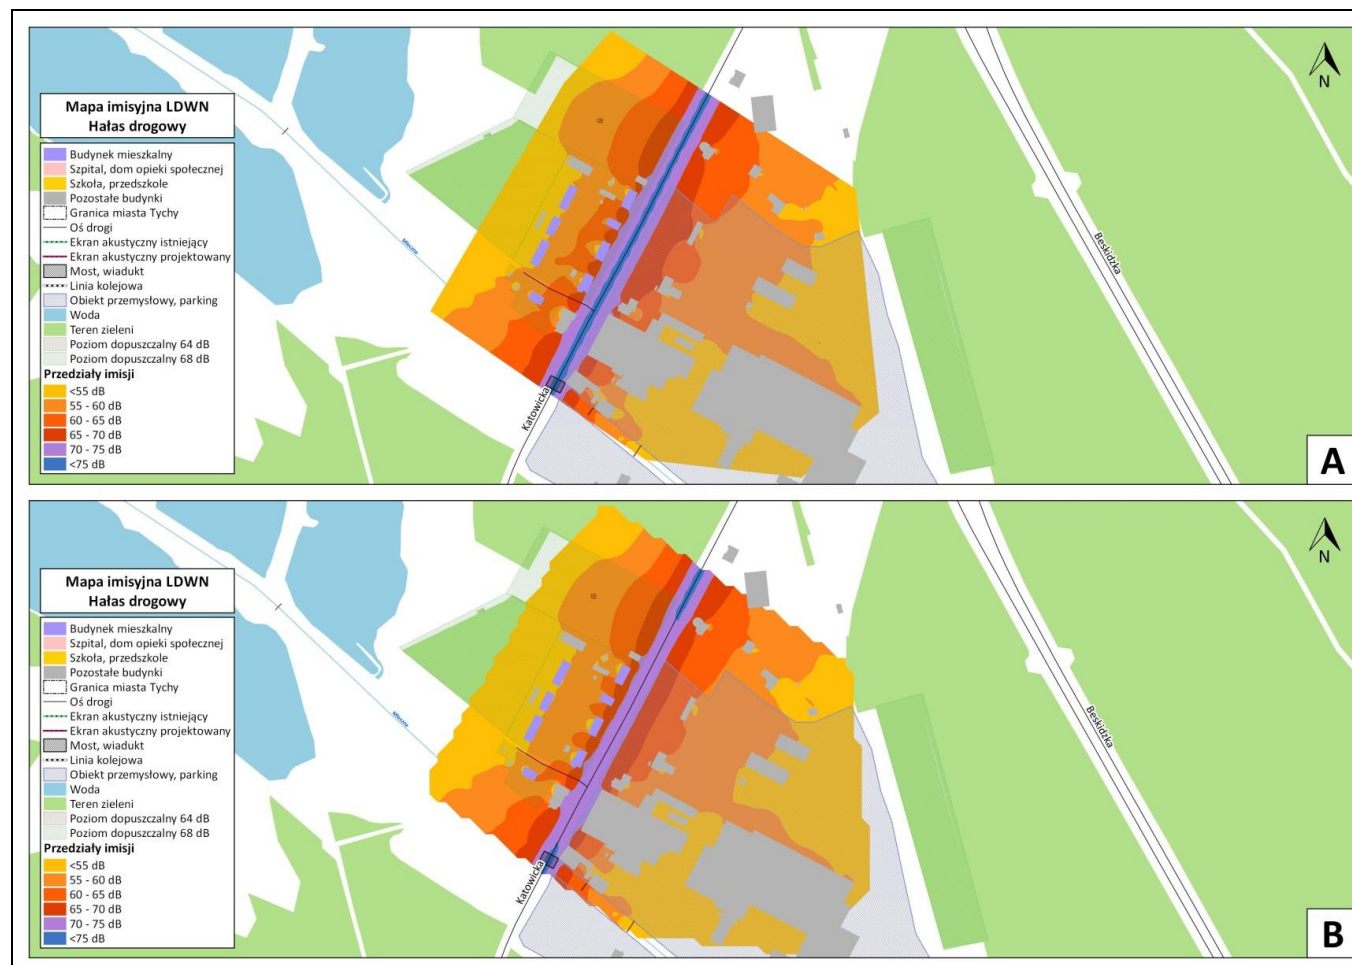 Mapa imisyjna LDWN
Hałas drogowy
Budynek mieszkalny
Szpital, dom opieki społecznej
Szkoła, przedszkole
Pozostałe budynki
Granica miasta Tychy
Oś drogi
Ekran akustyczny istniejący
Ekran akustyczny projektowany
Most, wiadukt
Linia kolejowa
Obiekt przemysłowy, parking
Woda
Teren zieleni
Poziom dopuszczalny 64 dB
Poziom dopuszczalny 68 dB
Przedziały imisji
<55 dB
55 - 60 dB
60 - 65 dB
65 - 70 dB
70 - 75 dB
<75 dB
Mleczna
Katowicka
Beskidzka
N
A
Mapa imisyjna LDWN
Hałas drogowy
Budynek mieszkalny
Szpital, dom opieki społecznej
Szkoła, przedszkole
Pozostałe budynki
Granica miasta Tychy
Oś drogi
Ekran akustyczny istniejący
Ekran akustyczny projektowany
Most, wiadukt
Linia kolejowa
Obiekt przemysłowy, parking
Woda
Teren zieleni
Poziom dopuszczalny 64 dB
Poziom dopuszczalny 68 dB
Przedziały imisji
<55 dB
55 - 60 dB
60 - 65 dB
65 - 70 dB
70 - 75 dB
<75 dB
Mleczna
Katowicka
Beskidzka
N
B